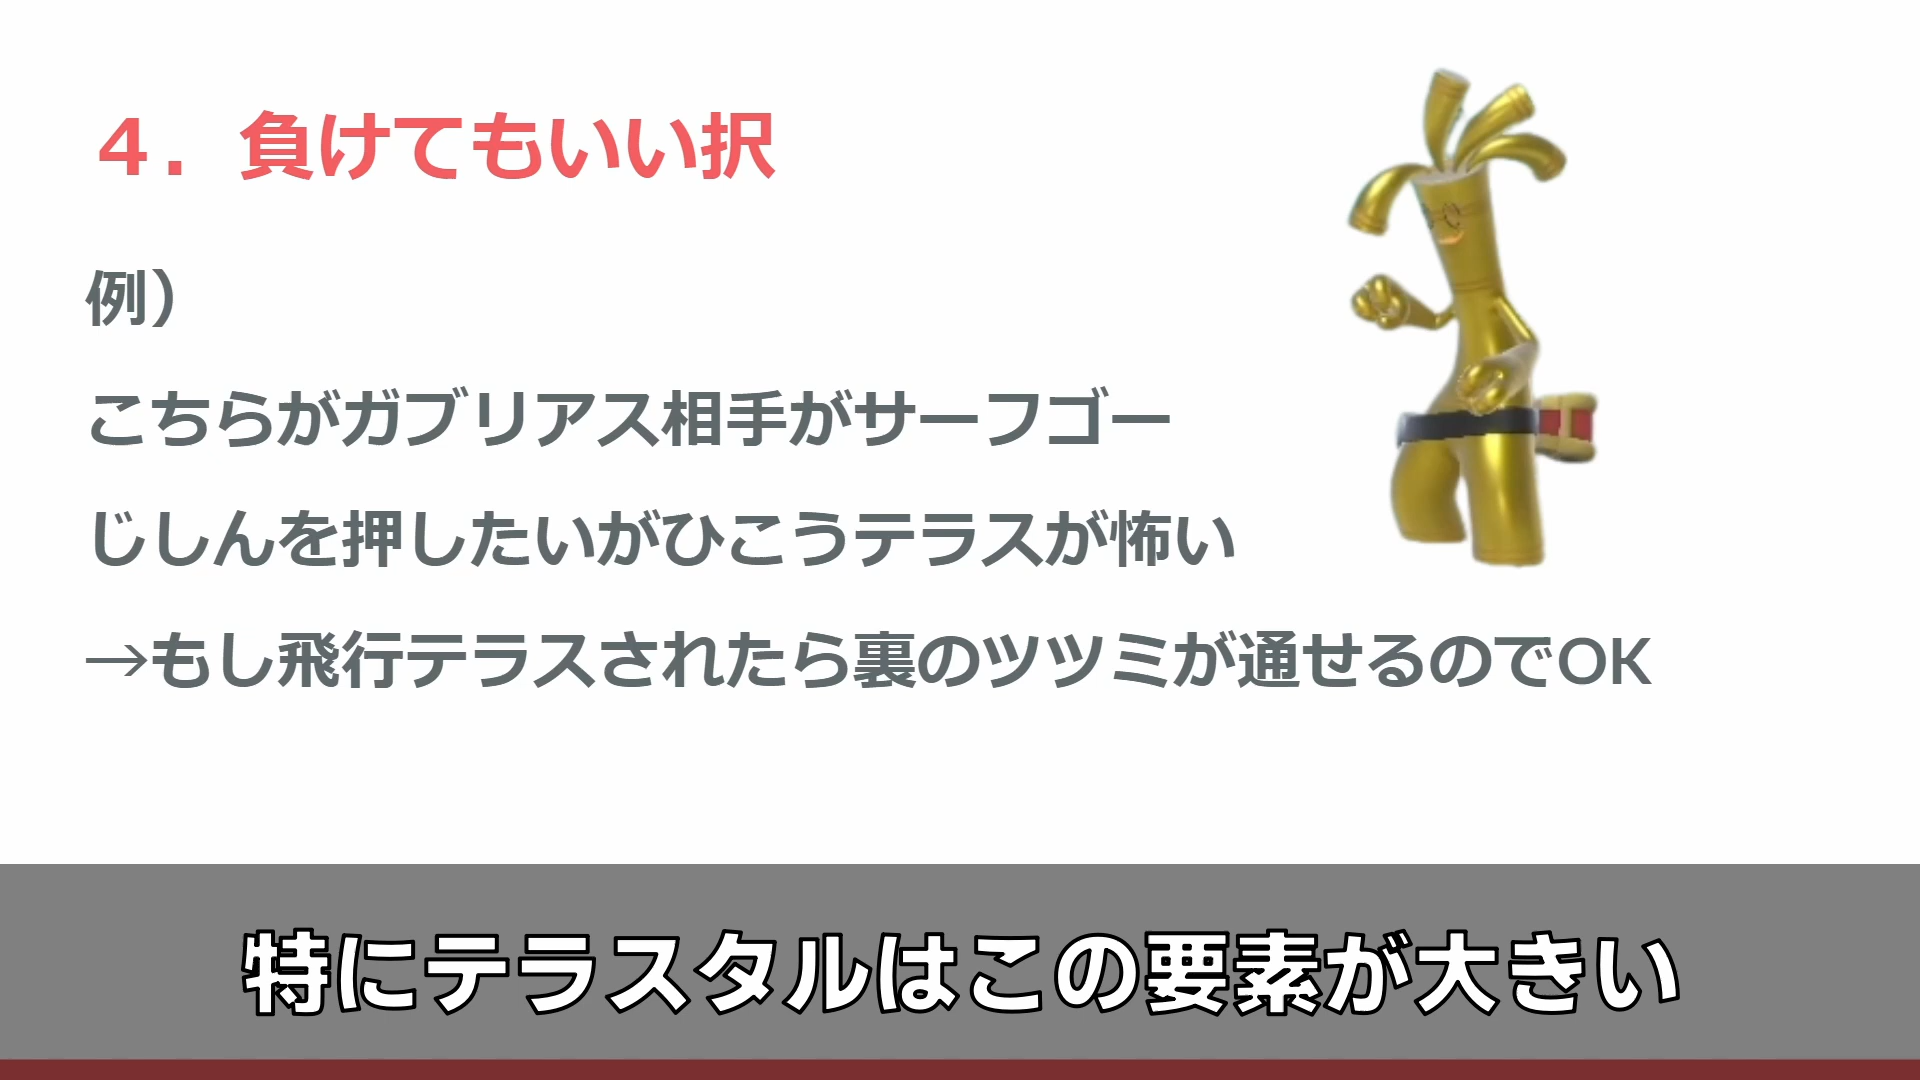 ４．負けてもいい択
例）
こちらがガブリアス相手がサーフゴー
じしんを押したいがひこうテラスが怖い
→もし飛行テラスされたら裏のツツミが通せるのでOK
特にテラスタルはこの要素が大きい